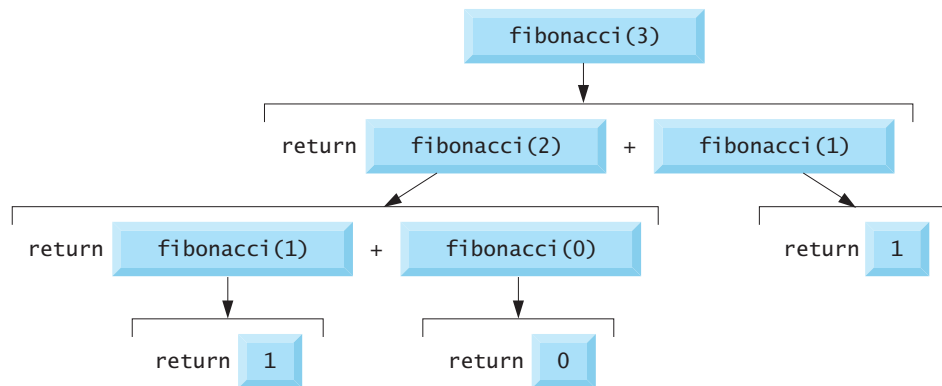 fibonacci(3)
return fibonacci(2) + fibonacci(1)
return fibonacci(1) + fibonacci(0) return 1
return 1 return 0